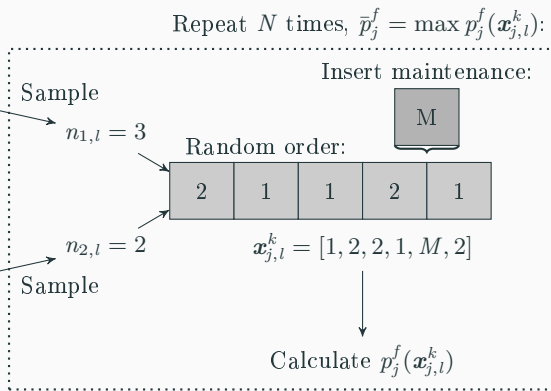 Repeat N times, p̄_j^f = max p_j^f(x_{j,l}^k):
Insert maintenance:
Sample
M
n_{1,l} = 3
Random order:
2 1 1 2 1
n_{2,l} = 2
x_{j,l}^k = [1, 2, 2, 1, M, 2]
Sample
Calculate p_j^f(x_{j,l}^k)